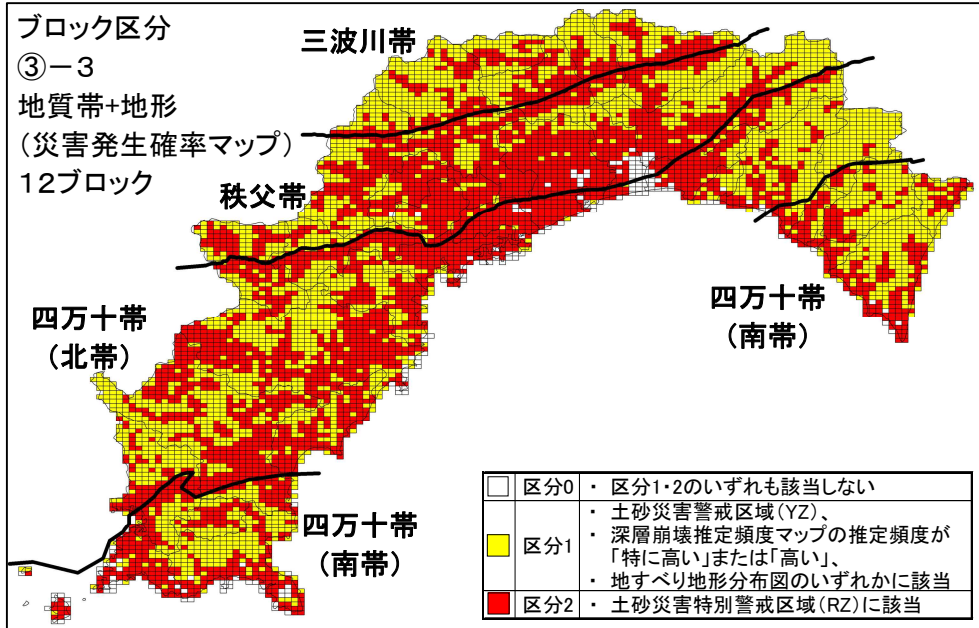 ブロック区分
③－3
地質帯+地形
(災害発生確率マップ)
12ブロック
三波川帯
秩父帯
四万十帯
(北帯)
四万十帯
(南帯)
四万十帯
(南帯)
区分0 ・ 区分1・2のいずれも該当しない
区分1 ・ 土砂災害警戒区域(YZ)、
・ 深層崩壊推定頻度マップの推定頻度が
「特に高い」または「高い」、
・ 地すべり地形分布図のいずれかに該当
区分2 ・ 土砂災害特別警戒区域(RZ)に該当